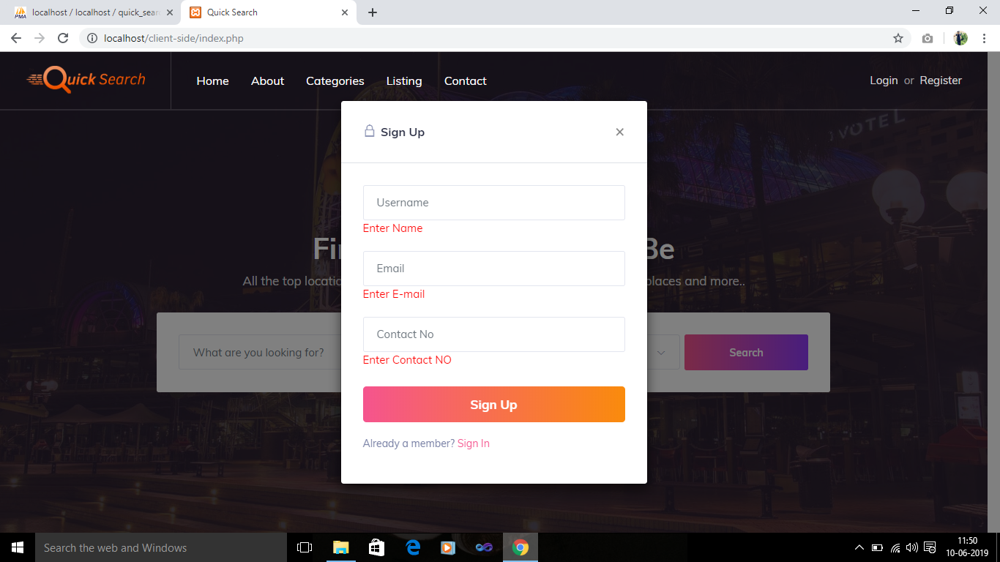 localhost / localhost / quick_sear
Quick Search
localhost/client-side/index.php
Quick Search
Home
About
Categories
Listing
Contact
Login or Register
VOTEL
Sign Up
Username
Enter Name
Fi
Be
Email
All the top locatio
places and more..
Enter E-mail
Contact No
What are you looking for?
Search
Enter Contact NO
Sign Up
Already a member? Sign In
Search the web and Windows
11:50
10-06-2019